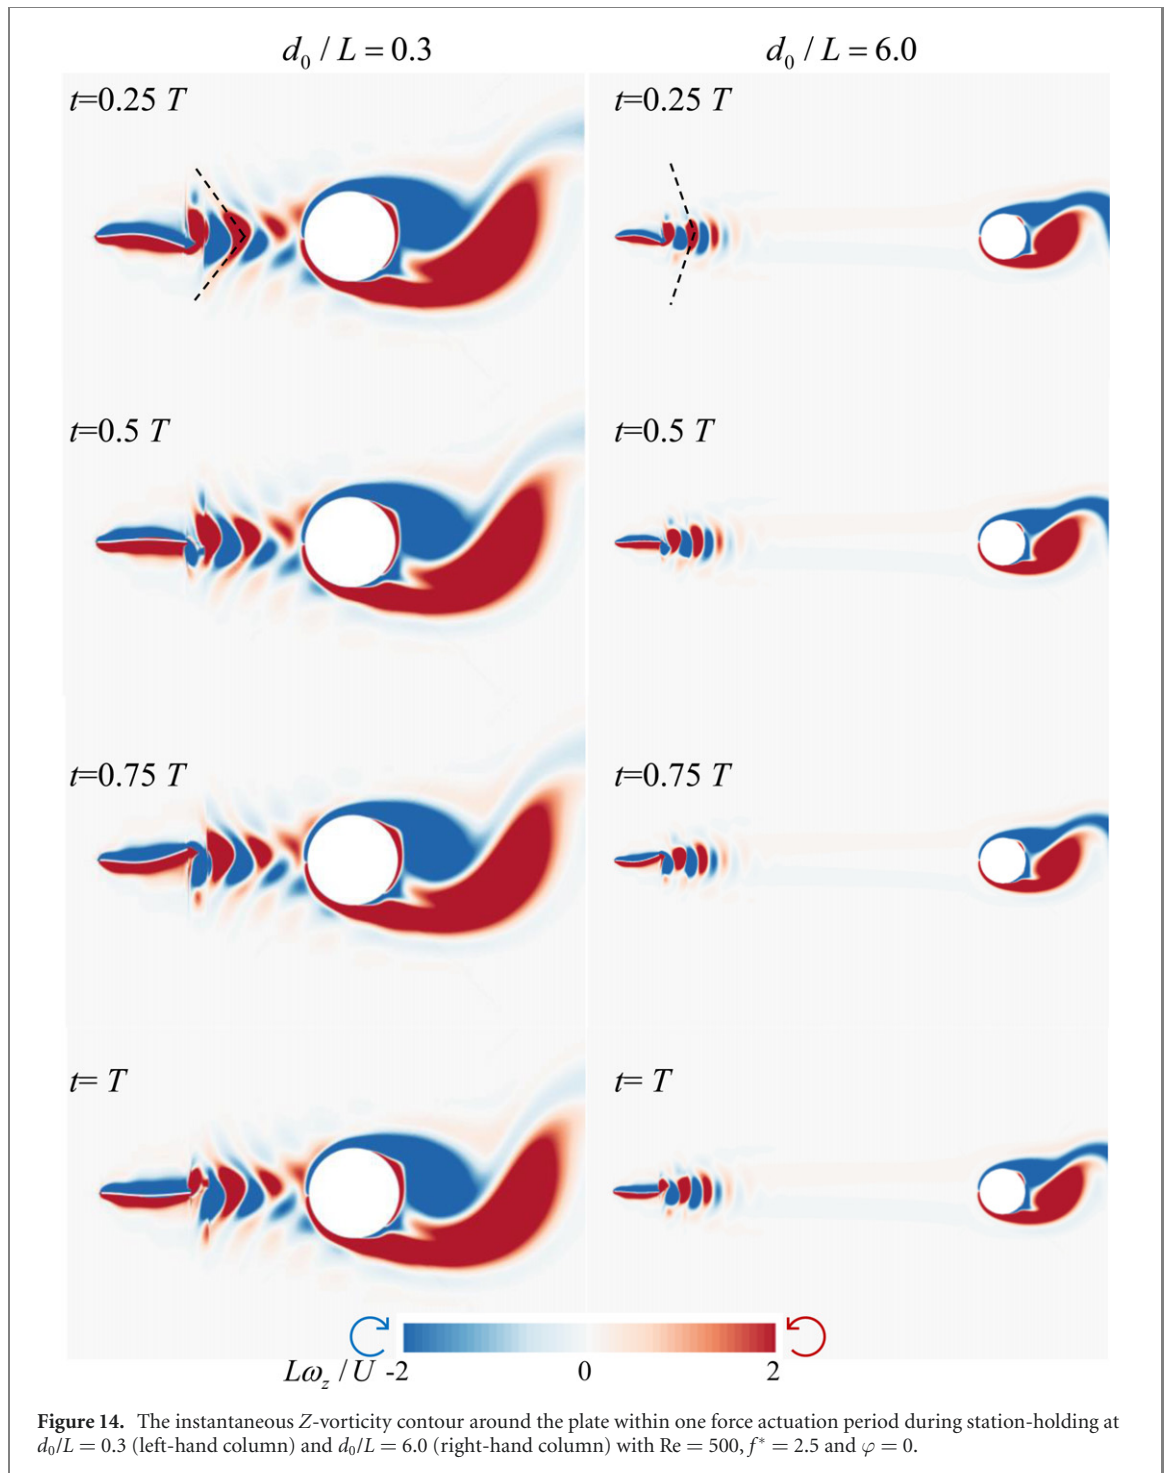 d₀ / L = 0.3
d₀ / L = 6.0
t=0.25 T
t=0.25 T
t=0.5 T
t=0.5 T
t=0.75 T
t=0.75 T
t= T
t= T
Lω_z / U -2 0 2
Figure 14. The instantaneous Z-vorticity contour around the plate within one force actuation period during station-holding at
d₀/L = 0.3 (left-hand column) and d₀/L = 6.0 (right-hand column) with Re = 500, f* = 2.5 and φ = 0.